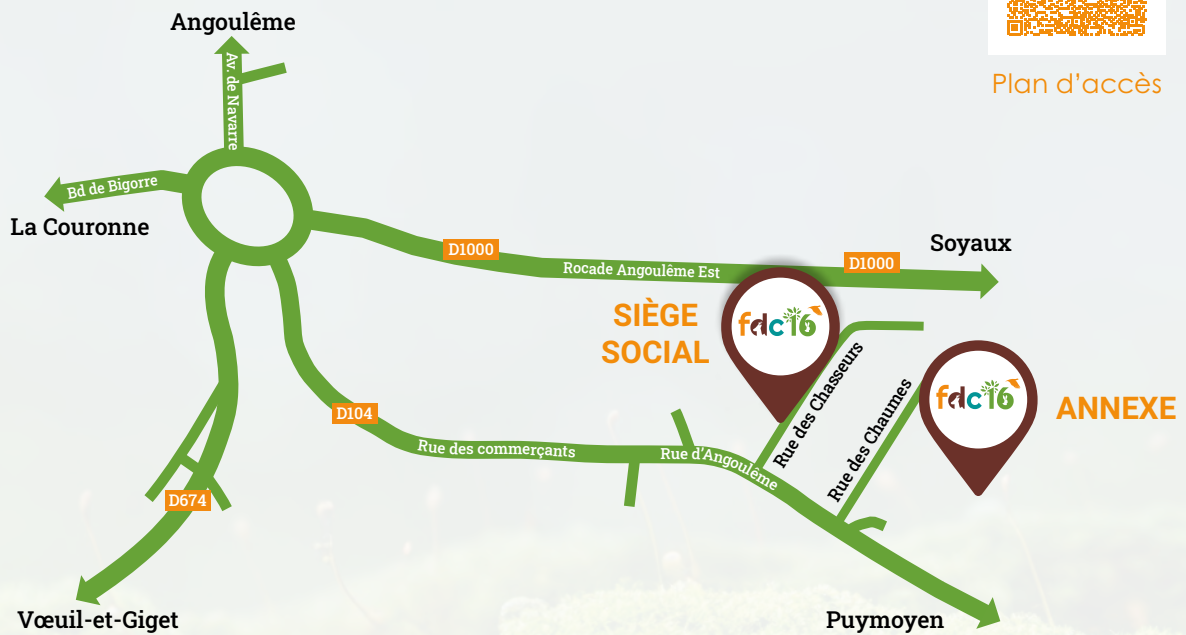 Angoulême
Plan d'accès
Av. de Navarre
Bd de Bigorre
La Couronne
D1000
Rocade Angoulême Est
D1000
Soyaux
SIÈGE
SOCIAL
fdc16
Rue des Chasseurs
fdc16
ANNEXE
Rue des Chaumes
D104
Rue des commerçants
Rue d'Angoulême
D674
Vœuil-et-Giget
Puymoyen